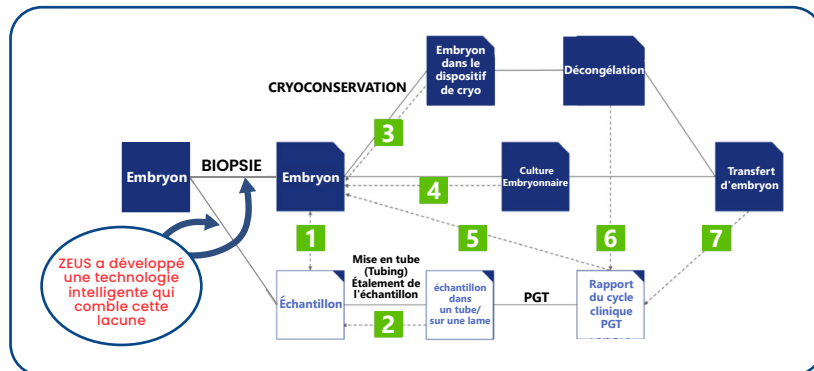 Embryon
dans le
dispositif
de cryo
Décongélation
CRYOCONSERVATION
3
BIOPSIE
Embryon
Embryon
4
Culture
Embryonnaire
Transfert
d'embryon
1
5
6
7
ZEUS a développé
une technologie
intelligente qui
comble cette
lacune
Mise en tube
(Tubing)
Étalement de
l'échantillon
Échantillon
2
échantillon
dans
un tube/
sur une lame
PGT
Rapport
du cycle
clinique
PGT